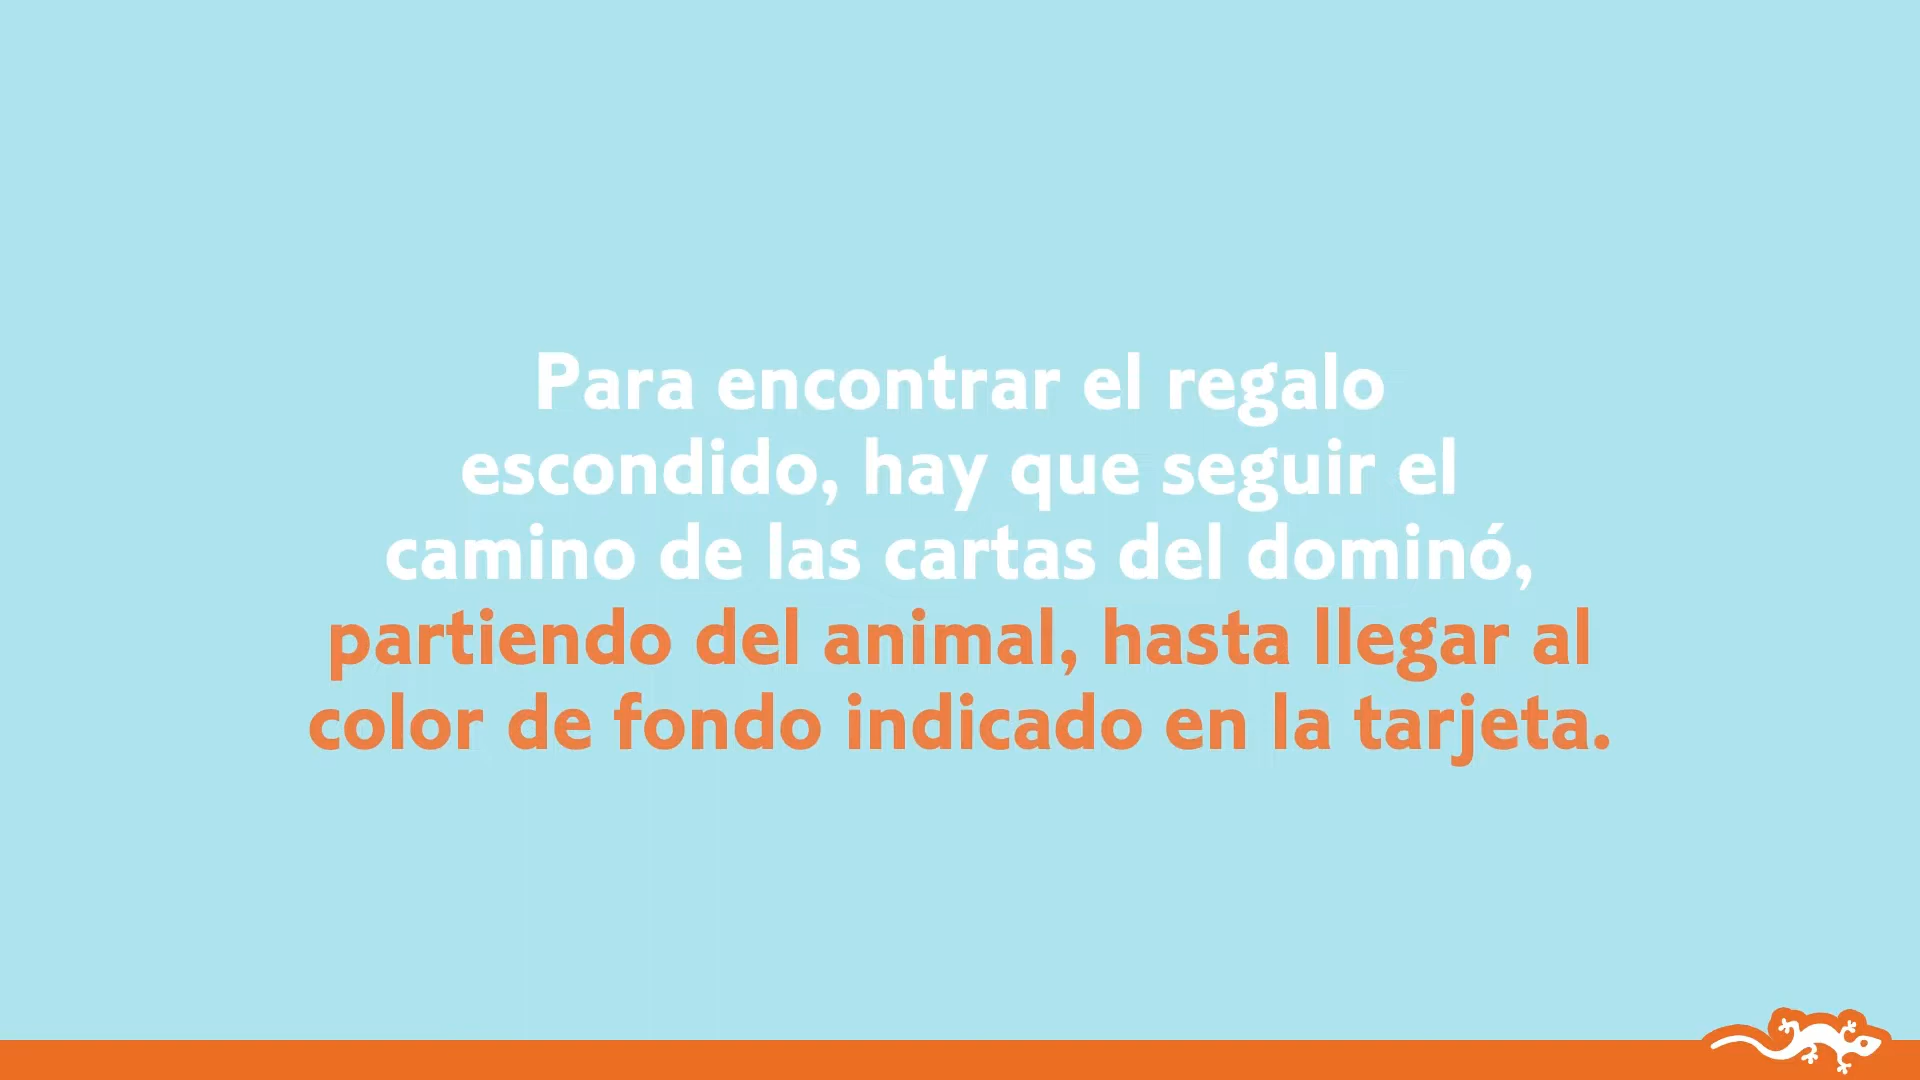 Para encontrar el regalo
escondido, hay que seguir el
camino de las cartas del dominó,
partiendo del animal, hasta llegar al
color de fondo indicado en la tarjeta.